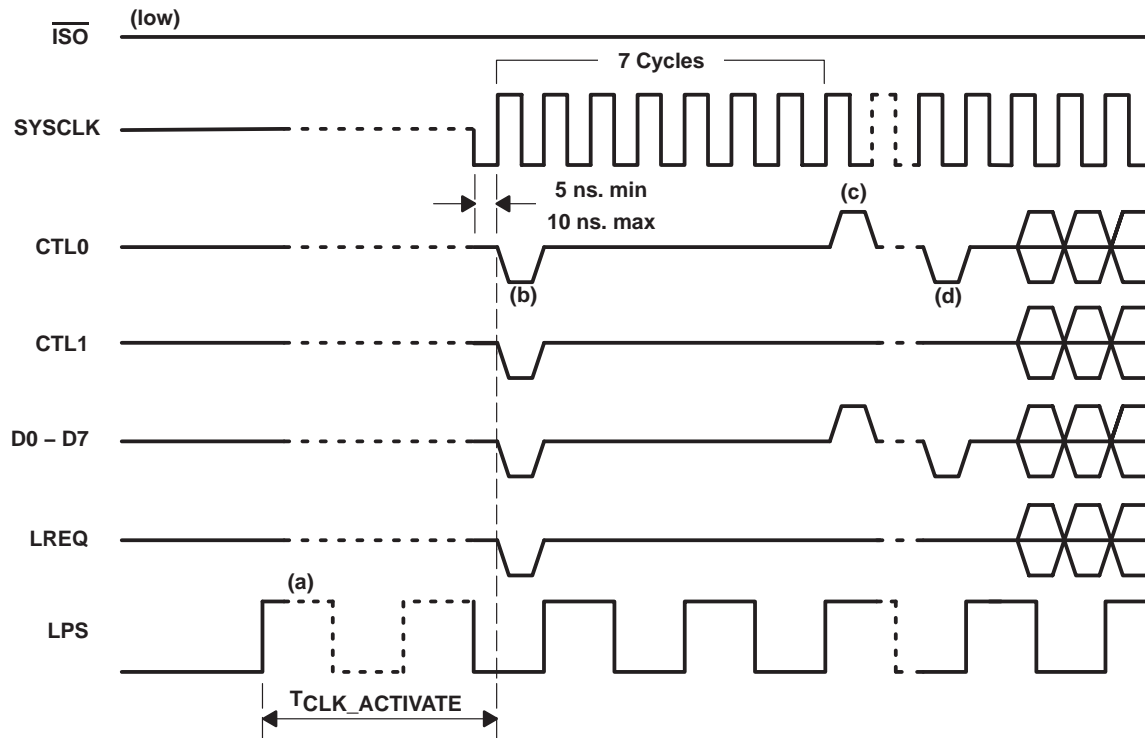 (low)
ISO
7 Cycles
SYSCLK
5 ns. min
10 ns. max
(c)
CTL0
(b)
(d)
CTL1
D0 – D7
LREQ
(a)
LPS
TCLK_ACTIVATE